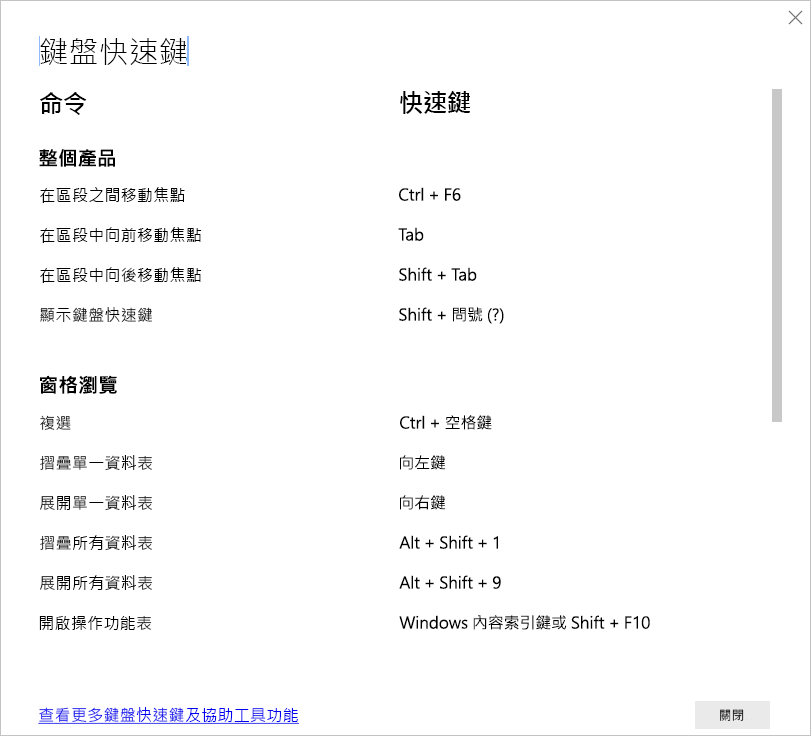 鍵盤快速鍵
命令 快速鍵
整個產品
在區段之間移動焦點 Ctrl + F6
在區段中向前移動焦點 Tab
在區段中向後移動焦點 Shift + Tab
顯示鍵盤快速鍵 Shift + 問號 (?)
窗格瀏覽
複選 Ctrl + 空格鍵
摺疊單一資料表 向左鍵
展開單一資料表 向右鍵
摺疊所有資料表 Alt + Shift + 1
展開所有資料表 Alt + Shift + 9
開啟操作功能表 Windows 內容索引鍵或 Shift + F10
查看更多鍵盤快速鍵及協助工具功能 關閉